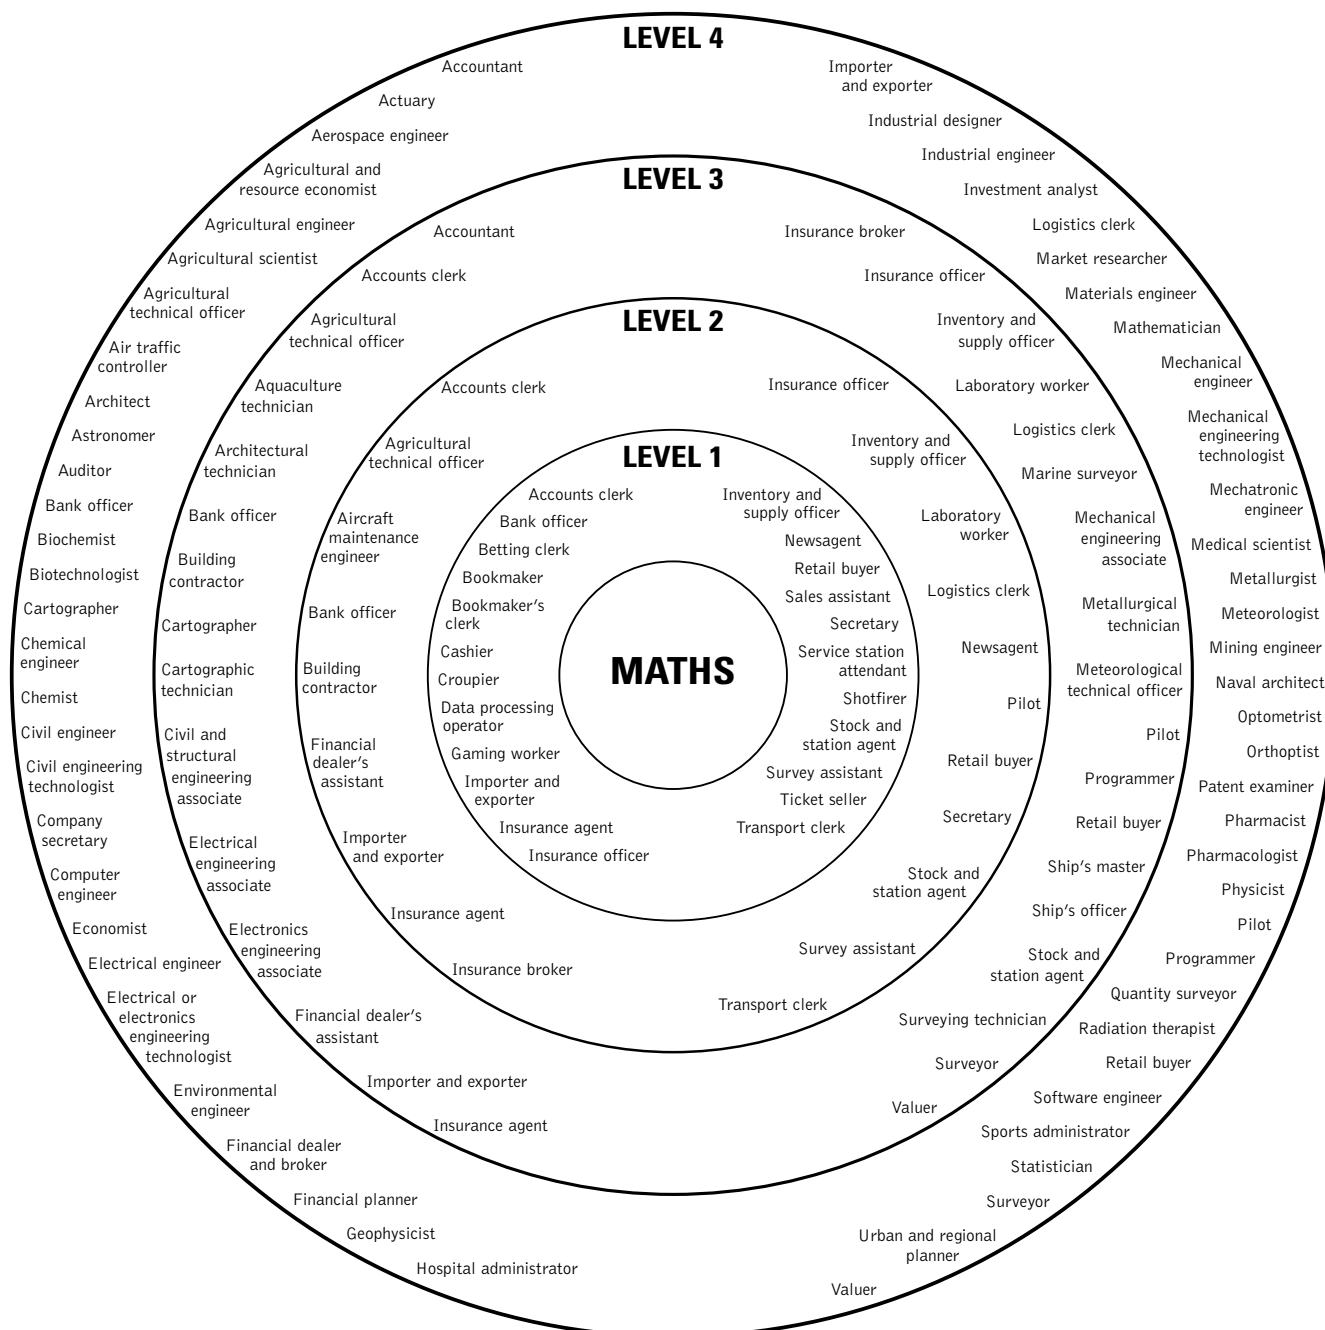 LEVEL 4
Accountant
Actuary
Aerospace engineer
Agricultural and
resource economist
Agricultural engineer
Agricultural scientist
Agricultural
technical officer
Air traffic
controller
Architect
Astronomer
Auditor
Bank officer
Biochemist
Biotechnologist
Cartographer
Chemical
engineer
Chemist
Civil engineer
Civil engineering
technologist
Company
secretary
Computer
engineer
Economist
Electrical engineer
Electrical or
electronics
engineering
technologist
Environmental
engineer
Financial dealer
and broker
Financial planner
Geophysicist
Hospital administrator
Importer
and exporter
Industrial designer
Industrial engineer
Investment analyst
Logistics clerk
Market researcher
Materials engineer
Mathematician
Mechanical
engineer
Mechanical
engineering
technologist
Mechatronic
engineer
Medical scientist
Metallurgist
Meteorologist
Mining engineer
Naval architect
Optometrist
Orthoptist
Patent examiner
Pharmacist
Pharmacologist
Physicist
Pilot
Programmer
Quantity surveyor
Radiation therapist
Retail buyer
Software engineer
Sports administrator
Statistician
Surveyor
Urban and regional
planner
Valuer
LEVEL 3
Accountant
Accounts clerk
Agricultural
technical officer
Aquaculture
technician
Architectural
technician
Bank officer
Building
contractor
Cartographer
Cartographic
technician
Civil and
structural
engineering
associate
Electrical
engineering
associate
Electronics
engineering
associate
Financial dealer's
assistant
Importer and exporter
Insurance agent
Insurance broker
Insurance officer
Inventory and
supply officer
Laboratory worker
Logistics clerk
Marine surveyor
Mechanical
engineering
associate
Metallurgical
technician
Meteorological
technical officer
Pilot
Programmer
Retail buyer
Ship's master
Ship's officer
Stock and
station agent
Surveying technician
Surveyor
Valuer
LEVEL 2
Accounts clerk
Agricultural
technical officer
Aircraft
maintenance
engineer
Bank officer
Building
contractor
Financial
dealer's
assistant
Importer
and exporter
Insurance agent
Insurance broker
Insurance officer
Inventory and
supply officer
Laboratory
worker
Logistics clerk
Newsagent
Pilot
Retail buyer
Secretary
Stock and
station agent
Survey assistant
Transport clerk
LEVEL 1
Accounts clerk
Bank officer
Betting clerk
Bookmaker
Bookmaker's
clerk
Cashier
Croupier
Data processing
operator
Gaming worker
Importer and
exporter
Insurance agent
Insurance officer
Inventory and
supply officer
Newsagent
Retail buyer
Sales assistant
Secretary
Service station
attendant
Shotfirer
Stock and
station agent
Survey assistant
Ticket seller
Transport clerk
MATHS